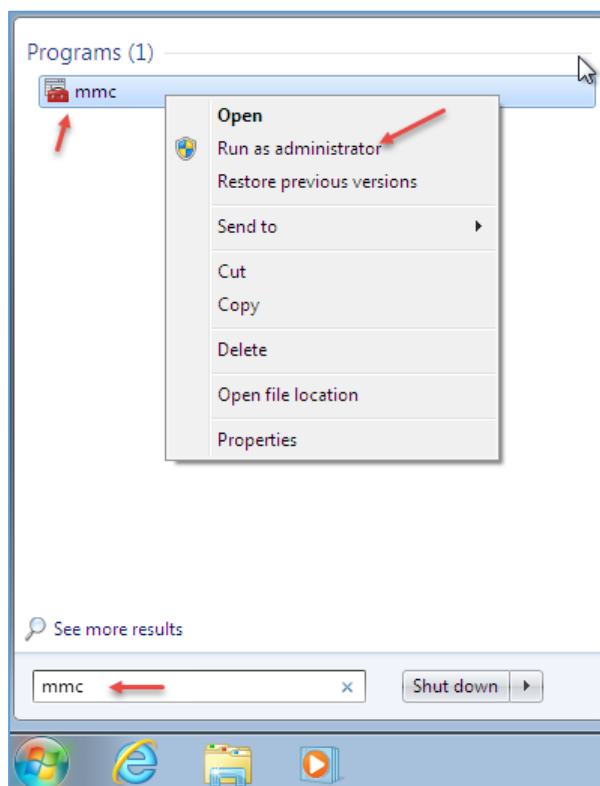 Programs (1)
mmc
Open
Run as administrator
Restore previous versions
Send to
Cut
Copy
Delete
Open file location
Properties
See more results
mmc
Shut down